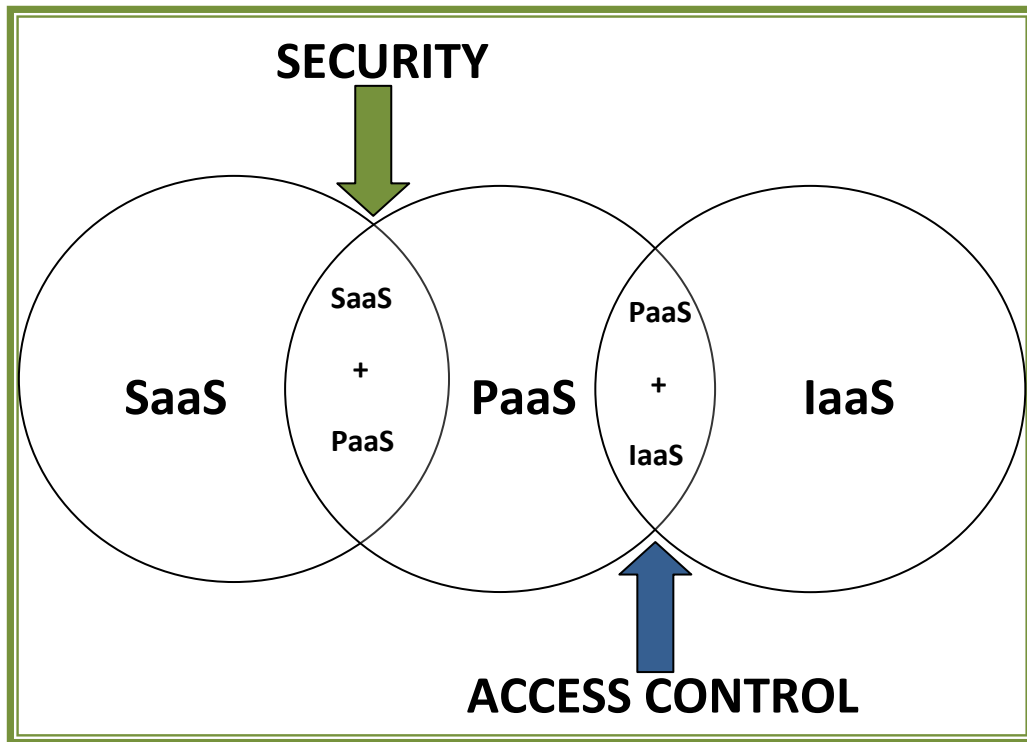 SECURITY
SaaS
+
PaaS
PaaS
+
IaaS
SaaS
PaaS
IaaS
ACCESS CONTROL